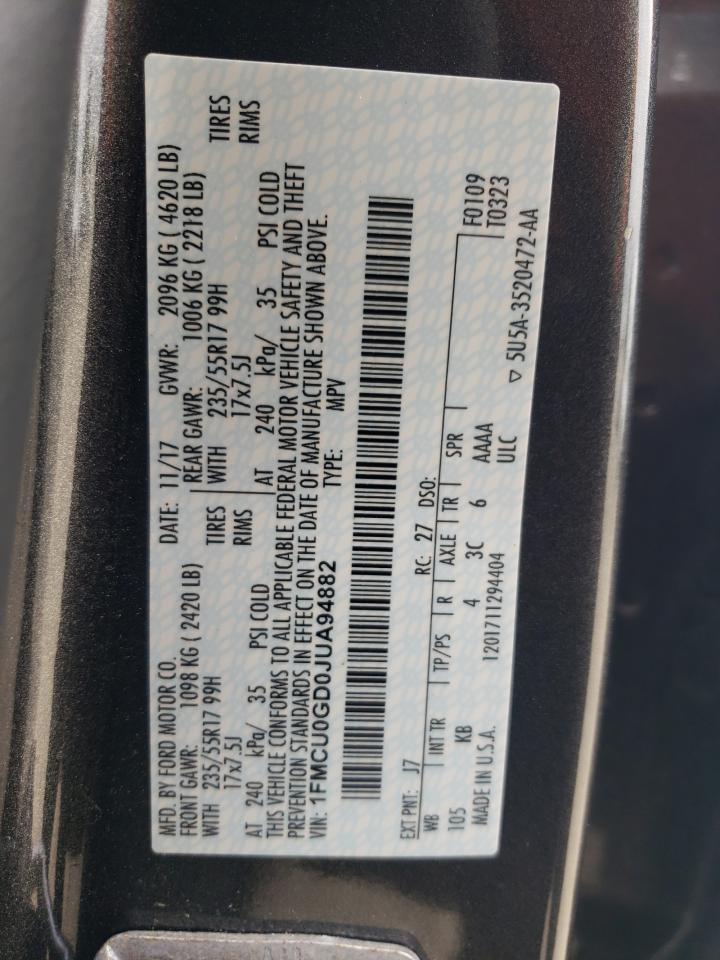 MFD. BY FORD MOTOR CO.
DATE: 11/17 GVWR: 2096 KG ( 4620 LB)
FRONT GAWR: 1098 KG ( 2420 LB) REAR GAWR: 1006 KG ( 2218 LB)
WITH 235/55R17 99H TIRES WITH 235/55R17 99H TIRES
17x7.5J RIMS 17x7.5J RIMS
AT 240 kPa/ 35 PSI COLD AT 240 kPa/ 35 PSI COLD
THIS VEHICLE CONFORMS TO ALL APPLICABLE FEDERAL MOTOR VEHICLE SAFETY AND THEFT
PREVENTION STANDARDS IN EFFECT ON THE DATE OF MANUFACTURE SHOWN ABOVE.
VIN: 1FMCU0GD0JUA94882 TYPE: MPV
EXT PNT: J7 RC: 27 DSO:
WB INT TR TP/PS R AXLE TR SPR F0109
T0323
105 KB 4 3C 6 AAAA
MADE IN U.S.A. 1201711294404 ULC
▽ 5U5A-3520472-AA